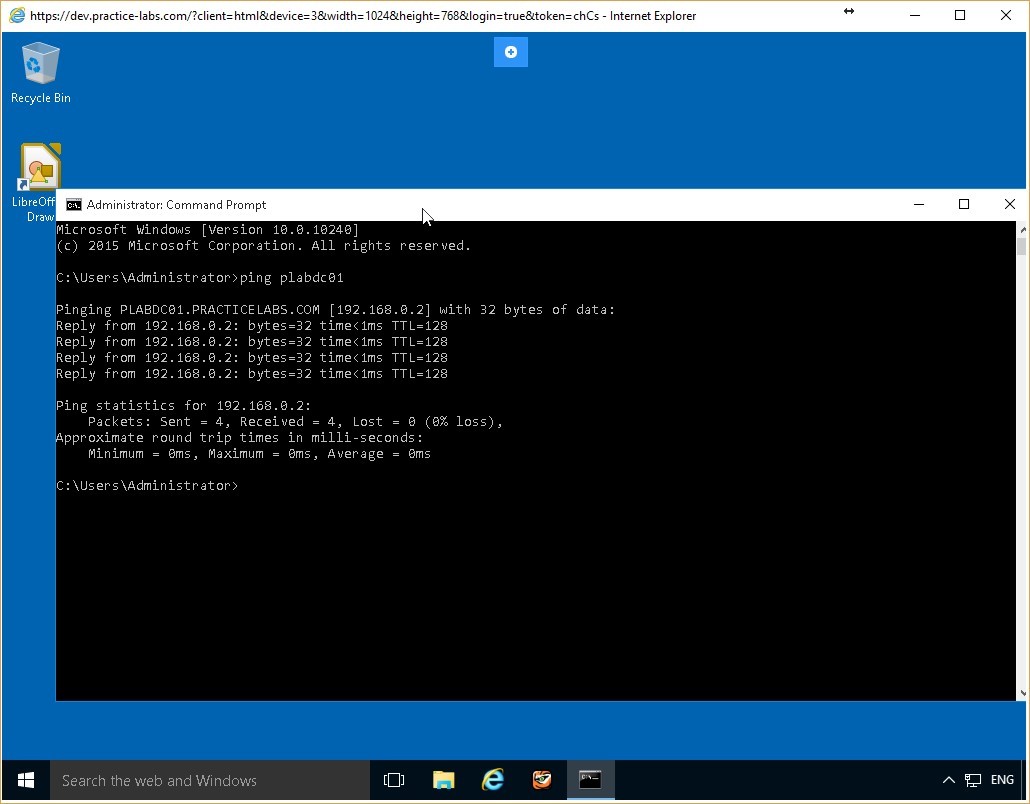 https://dev.practice-labs.com/?client=html&device=3&width=1024&height=768&login=true&token=chCs - Internet Explorer
Recycle Bin
LibreOff
Draw
Administrator: Command Prompt
Microsoft Windows [Version 10.0.10240]
(c) 2015 Microsoft Corporation. All rights reserved.
C:\Users\Administrator>ping plabdc01
Pinging PLABDC01.PRACTICELABS.COM [192.168.0.2] with 32 bytes of data:
Reply from 192.168.0.2: bytes=32 time<1ms TTL=128
Reply from 192.168.0.2: bytes=32 time<1ms TTL=128
Reply from 192.168.0.2: bytes=32 time<1ms TTL=128
Reply from 192.168.0.2: bytes=32 time<1ms TTL=128
Ping statistics for 192.168.0.2:
Packets: Sent = 4, Received = 4, Lost = 0 (0% loss),
Approximate round trip times in milli-seconds:
Minimum = 0ms, Maximum = 0ms, Average = 0ms
C:\Users\Administrator>
Search the web and Windows
ENG